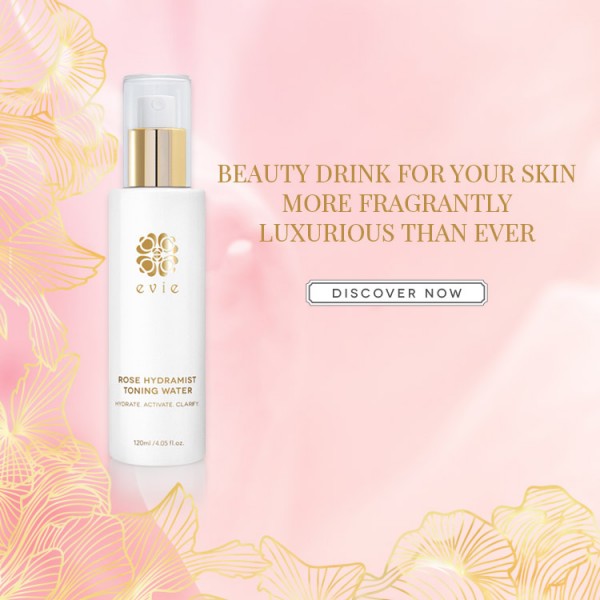 BEAUTY DRINK FOR YOUR SKIN
MORE FRAGRANTLY
LUXURIOUS THAN EVER
DISCOVER NOW
evie
ROSE HYDRAMIST
TONING WATER
HYDRATE. ACTIVATE. CLARIFY.
120ml /4.05 fl.oz.